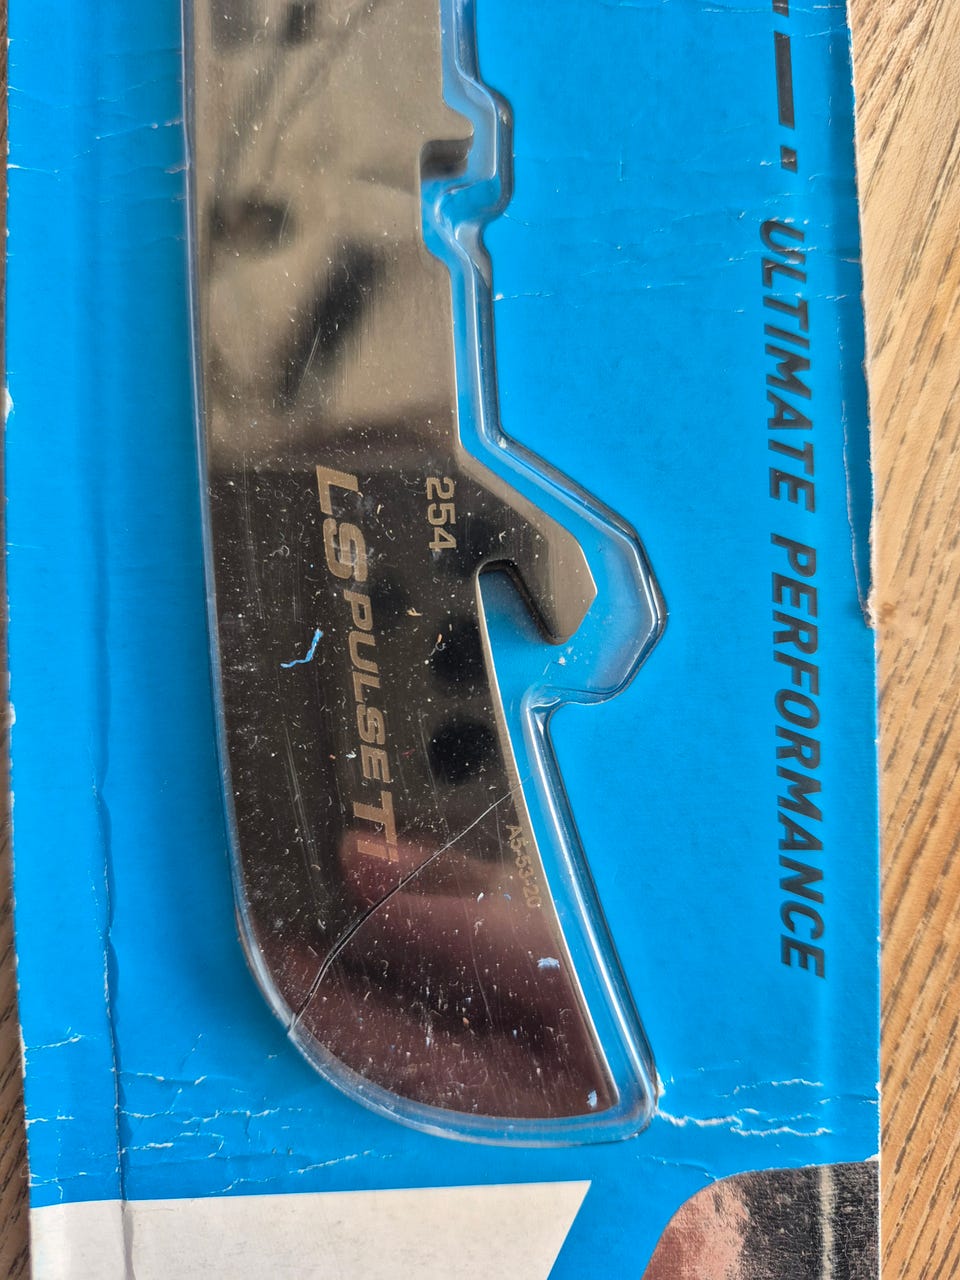 ULTIMATE PERFORMANCE
254
LS PULSE Ti